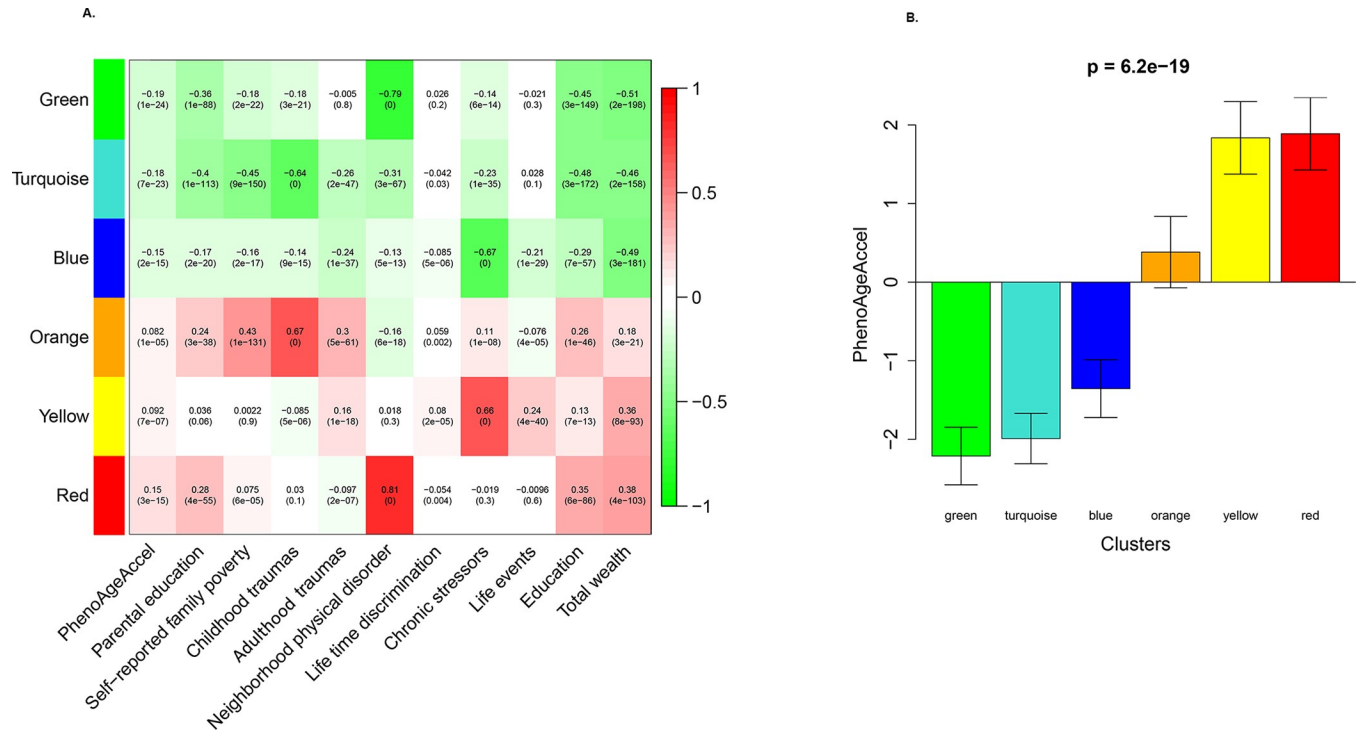 A.
Green
Turquoise
Blue
Orange
Yellow
Red
−0.19 −0.36 −0.18 −0.18 −0.005 −0.79 0.026 −0.14 −0.021 −0.45 −0.51
(1e−24) (1e−88) (2e−22) (3e−21) (0.8) (0) (0.2) (6e−14) (0.3) (3e−149) (2e−198)
−0.18 −0.4 −0.45 −0.64 −0.26 −0.31 −0.042 −0.23 0.028 −0.48 −0.46
(7e−23) (1e−113) (9e−150) (0) (2e−47) (3e−67) (0.03) (1e−35) (0.1) (3e−172) (2e−158)
−0.15 −0.17 −0.16 −0.14 −0.24 −0.13 −0.085 −0.67 −0.21 −0.29 −0.49
(2e−15) (2e−20) (2e−17) (9e−15) (1e−37) (5e−13) (5e−06) (0) (1e−29) (7e−57) (3e−181)
0.082 0.24 0.43 0.67 0.3 −0.16 0.059 0.11 −0.076 0.26 0.18
(1e−05) (3e−38) (1e−131) (0) (5e−61) (6e−18) (0.002) (1e−08) (4e−05) (1e−46) (3e−21)
0.092 0.036 0.0022 −0.085 0.16 0.018 0.08 0.66 0.24 0.13 0.36
(7e−07) (0.06) (0.9) (5e−06) (1e−18) (0.3) (2e−05) (0) (4e−40) (7e−13) (8e−93)
0.15 0.28 0.075 0.03 −0.097 0.81 −0.054 −0.019 −0.0096 0.35 0.38
(3e−15) (4e−55) (6e−05) (0.1) (2e−07) (0) (0.004) (0.3) (0.6) (6e−86) (4e−103)
1
0.5
0
−0.5
−1
PhenoAgeAccel
Parental education
Self−reported family poverty
Childhood traumas
Adulthood traumas
Neighborhood physical disorder
Life time discrimination
Chronic stressors
Life events
Education
Total wealth
B.
p = 6.2e−19
PhenoAgeAccel
2
1
0
−1
−2
green turquoise blue orange yellow red
Clusters